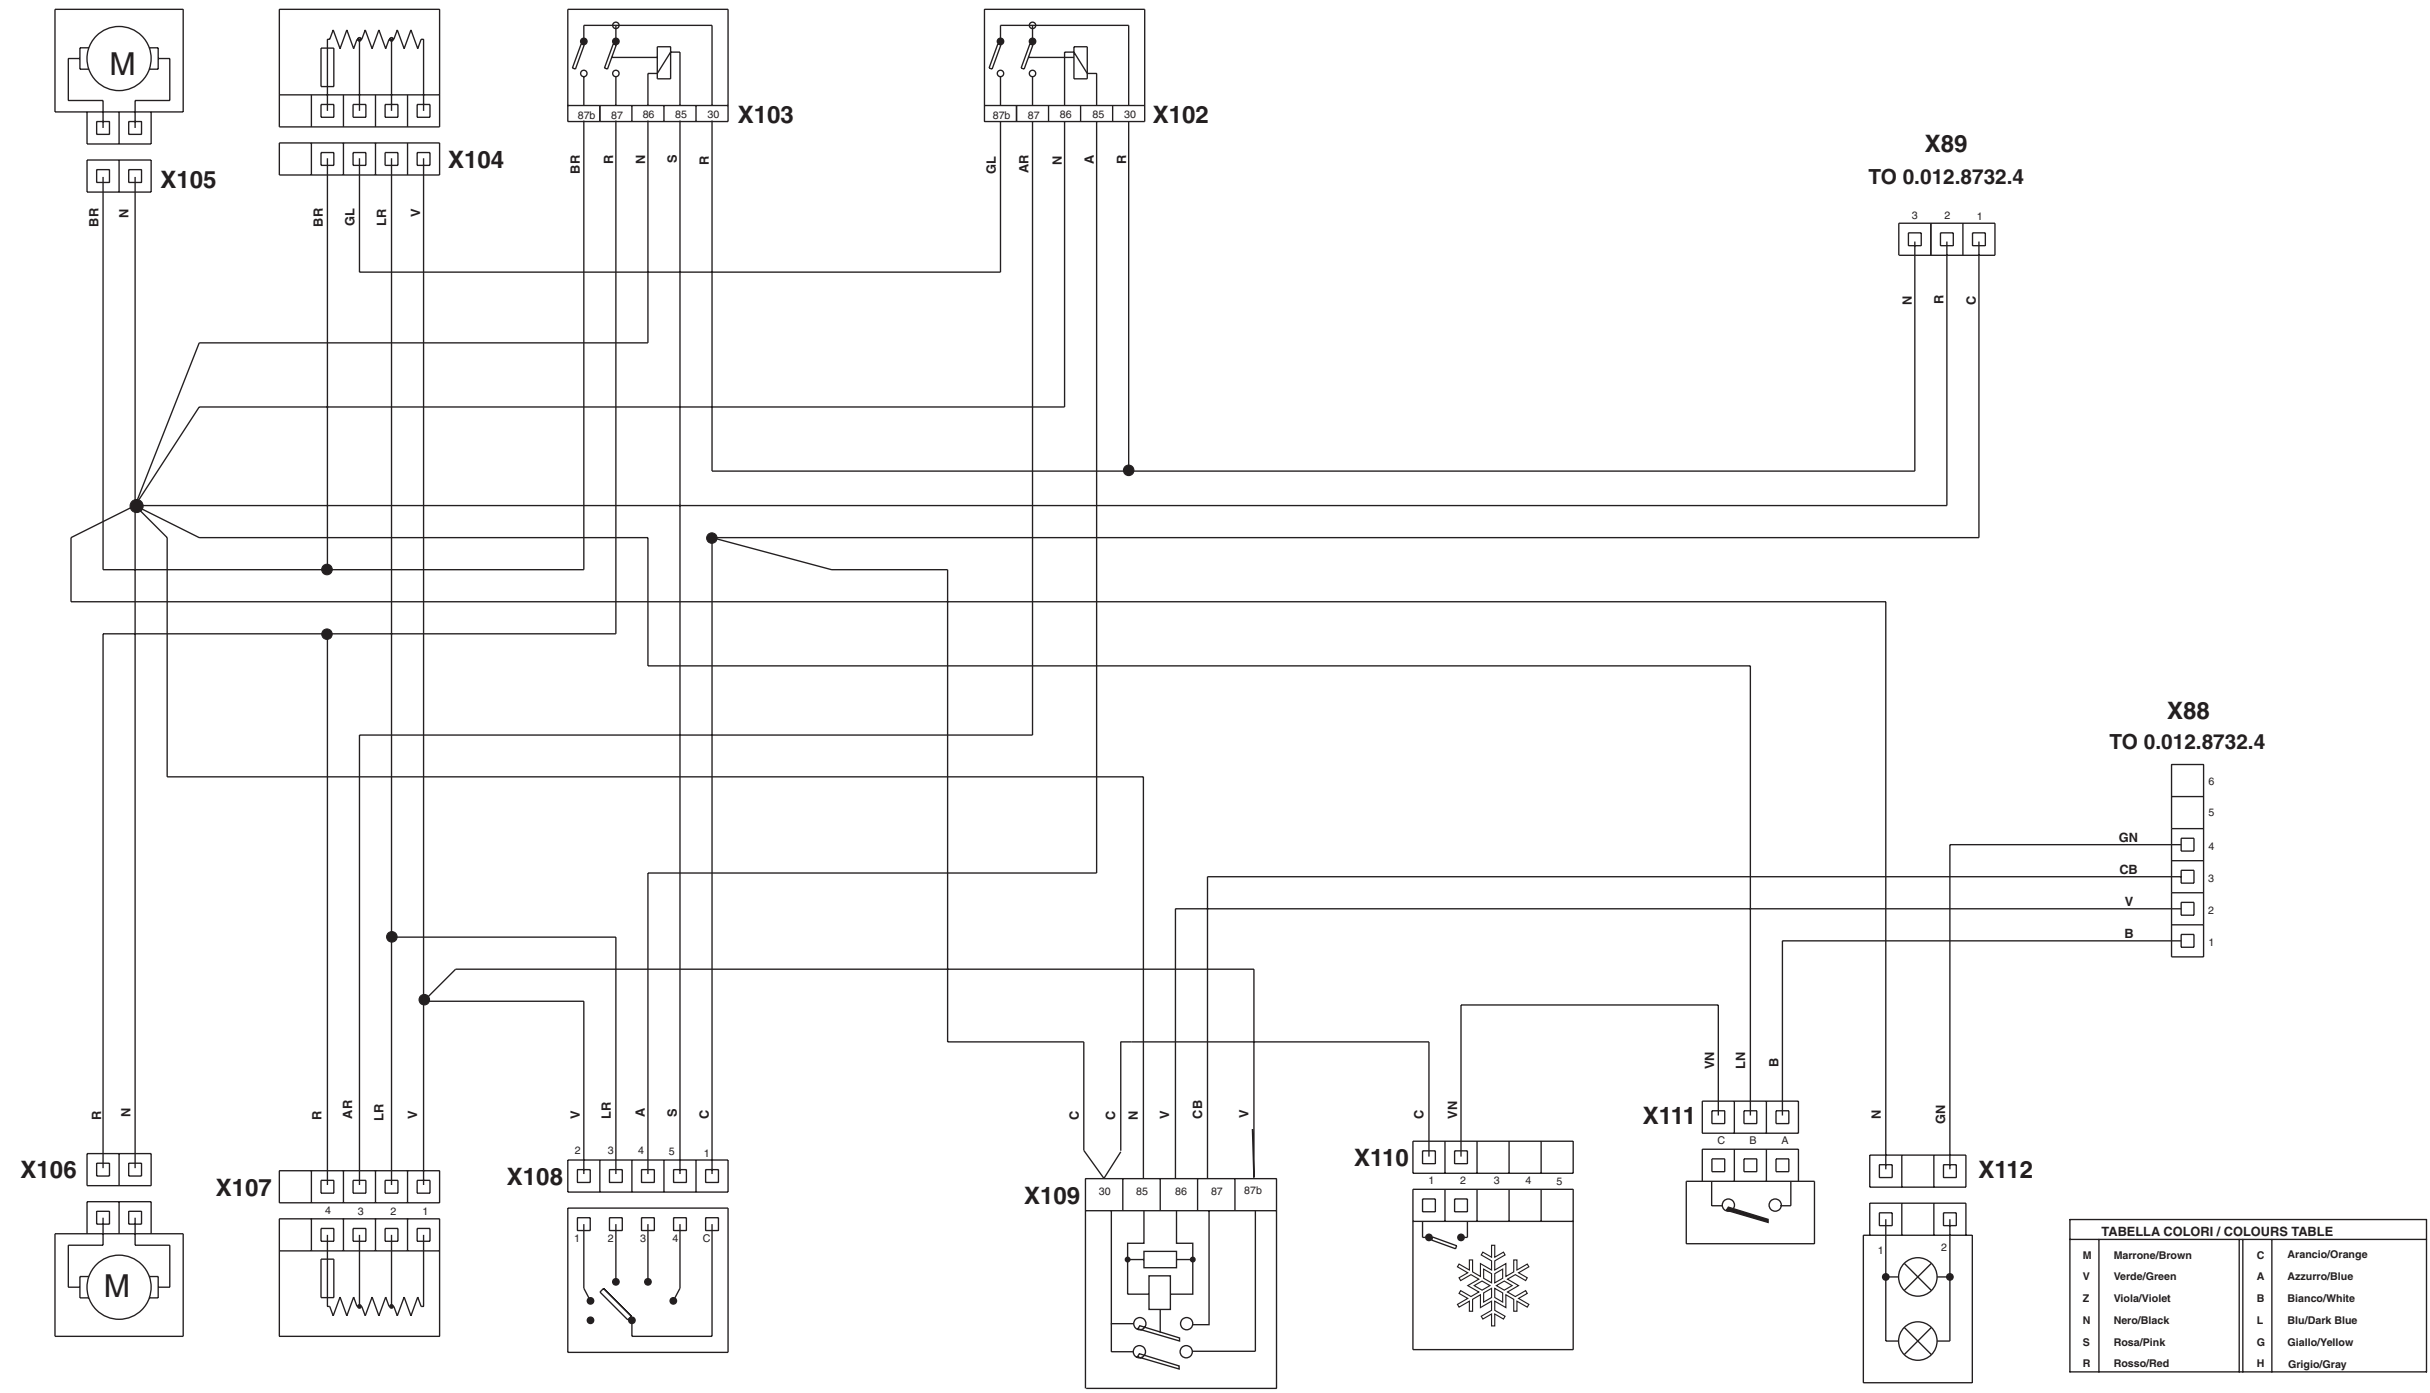 M
X105
BR N
X104
BR GL LR V
87b 87 86 85 30
X103
BR R N S R
87b 87 86 85 30
X102
GL AR N A R
X89
TO 0.012.8732.4
3 2 1
N R C
X88
TO 0.012.8732.4
6
5
GN 4
CB 3
V 2
B 1
R N
X106
M
R AR LR V
X107
4 3 2 1
V LR A S C
2 3 4 5 1
X108
1 2 3 4 C
C C N V CB V
X109
30 85 86 87 87b
C VN
X110
1 2 3 4 5
VN LN B
X111
C B A
N GN
X112
1 2
TABELLA COLORI / COLOURS TABLE
M Marrone/Brown C Arancio/Orange
V Verde/Green A Azzurro/Blue
Z Viola/Violet B Bianco/White
N Nero/Black L Blu/Dark Blue
S Rosa/Pink G Giallo/Yellow
R Rosso/Red H Grigio/Gray